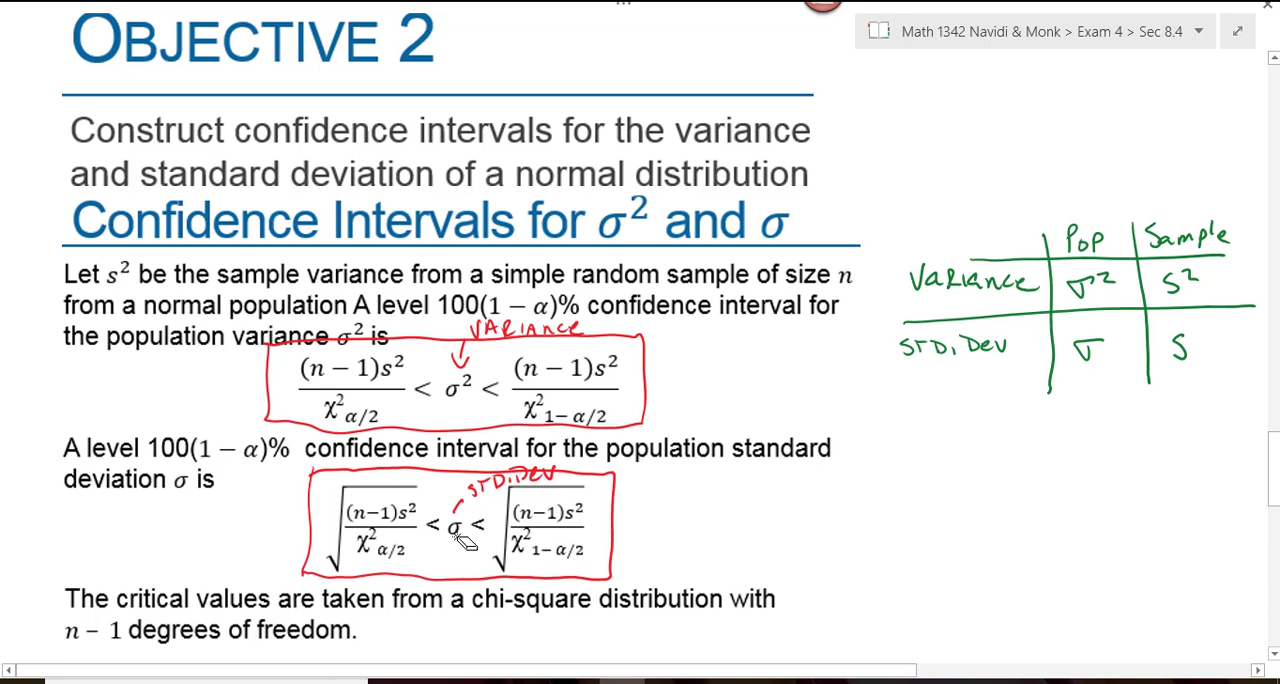 OBJECTIVE 2
Math 1342 Navidi & Monk > Exam 4 > Sec 8.4
Construct confidence intervals for the variance
and standard deviation of a normal distribution
Confidence Intervals for σ² and σ
Let s² be the sample variance from a simple random sample of size n
from a normal population A level 100(1 − α)% confidence interval for
the population variance σ² is
VARIANCE
(n − 1)s² / χ²α/2 < σ² < (n − 1)s² / χ²1− α/2
A level 100(1 − α)% confidence interval for the population standard
deviation σ is
STD. DEV
√((n−1)s² / χ²α/2) < σ < √((n−1)s² / χ²1− α/2)
The critical values are taken from a chi-square distribution with
n − 1 degrees of freedom.
Pop Sample
Variance σ² s²
STD. Dev σ s